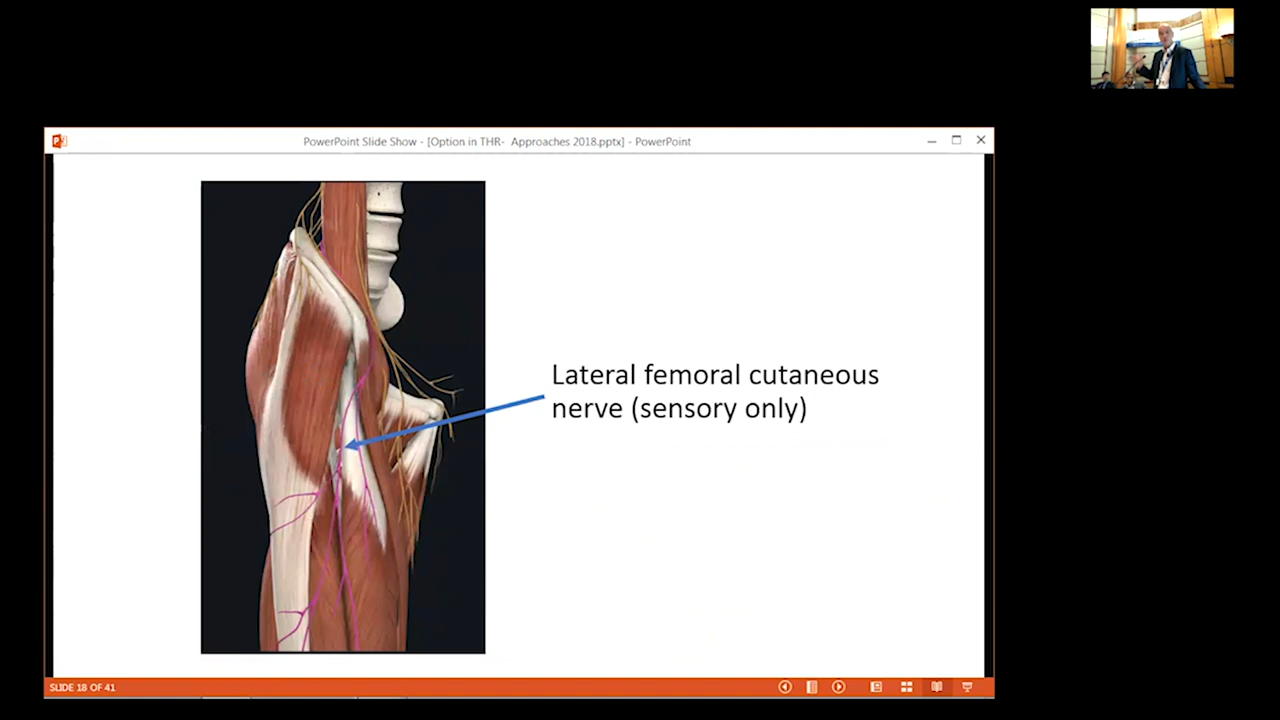 PowerPoint Slide Show - [Option in THR-  Approaches 2018.pptx] - PowerPoint
Lateral femoral cutaneous
nerve (sensory only)
SLIDE 18 OF 41